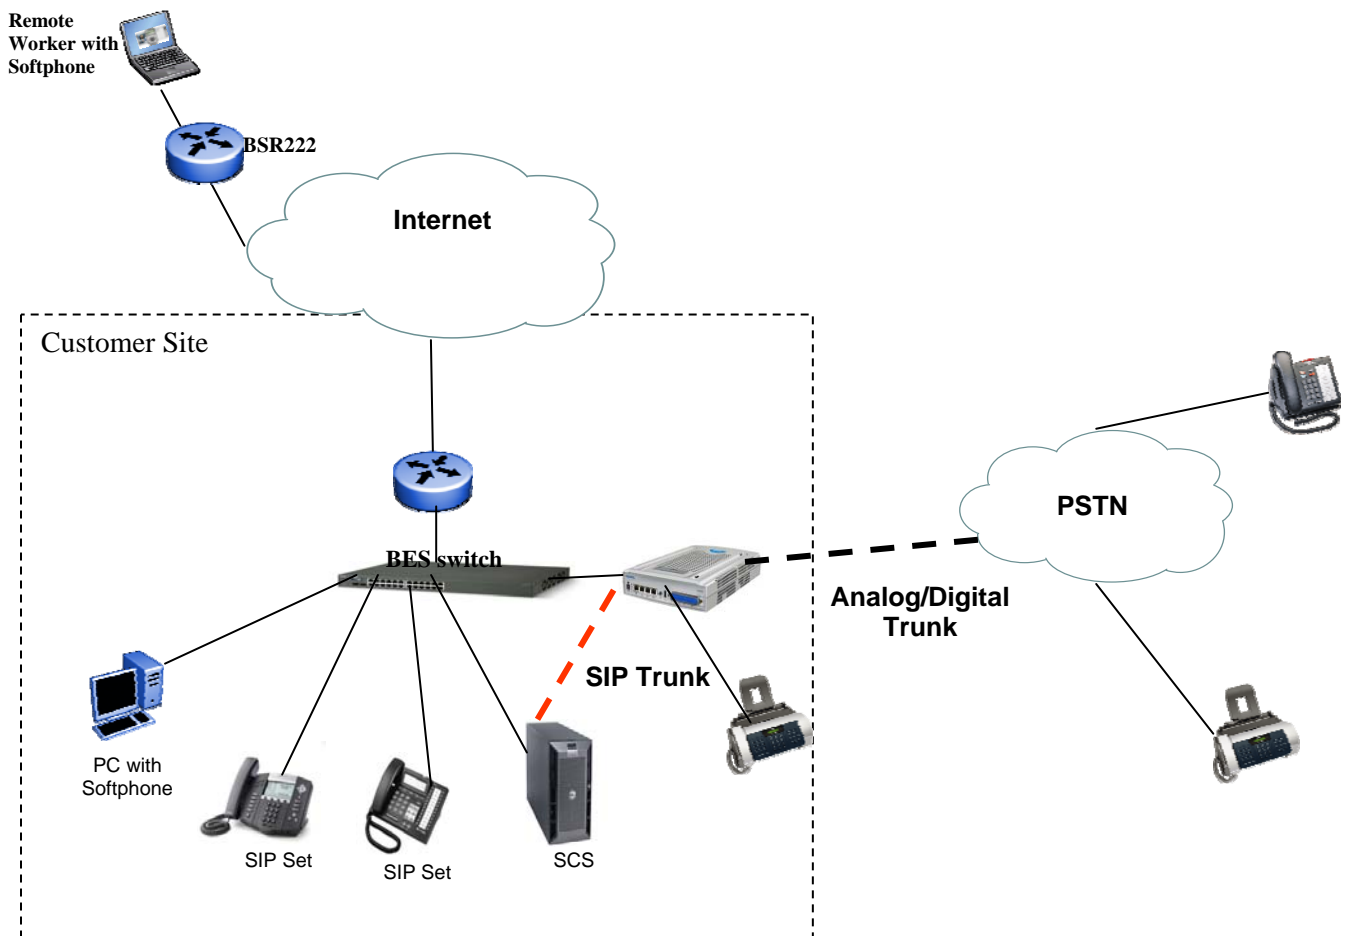 Remote
Worker with
Softphone
BSR222
Internet
Customer Site
PSTN
BES switch
Analog/Digital
Trunk
SIP Trunk
PC with
Softphone
SIP Set
SIP Set
SCS